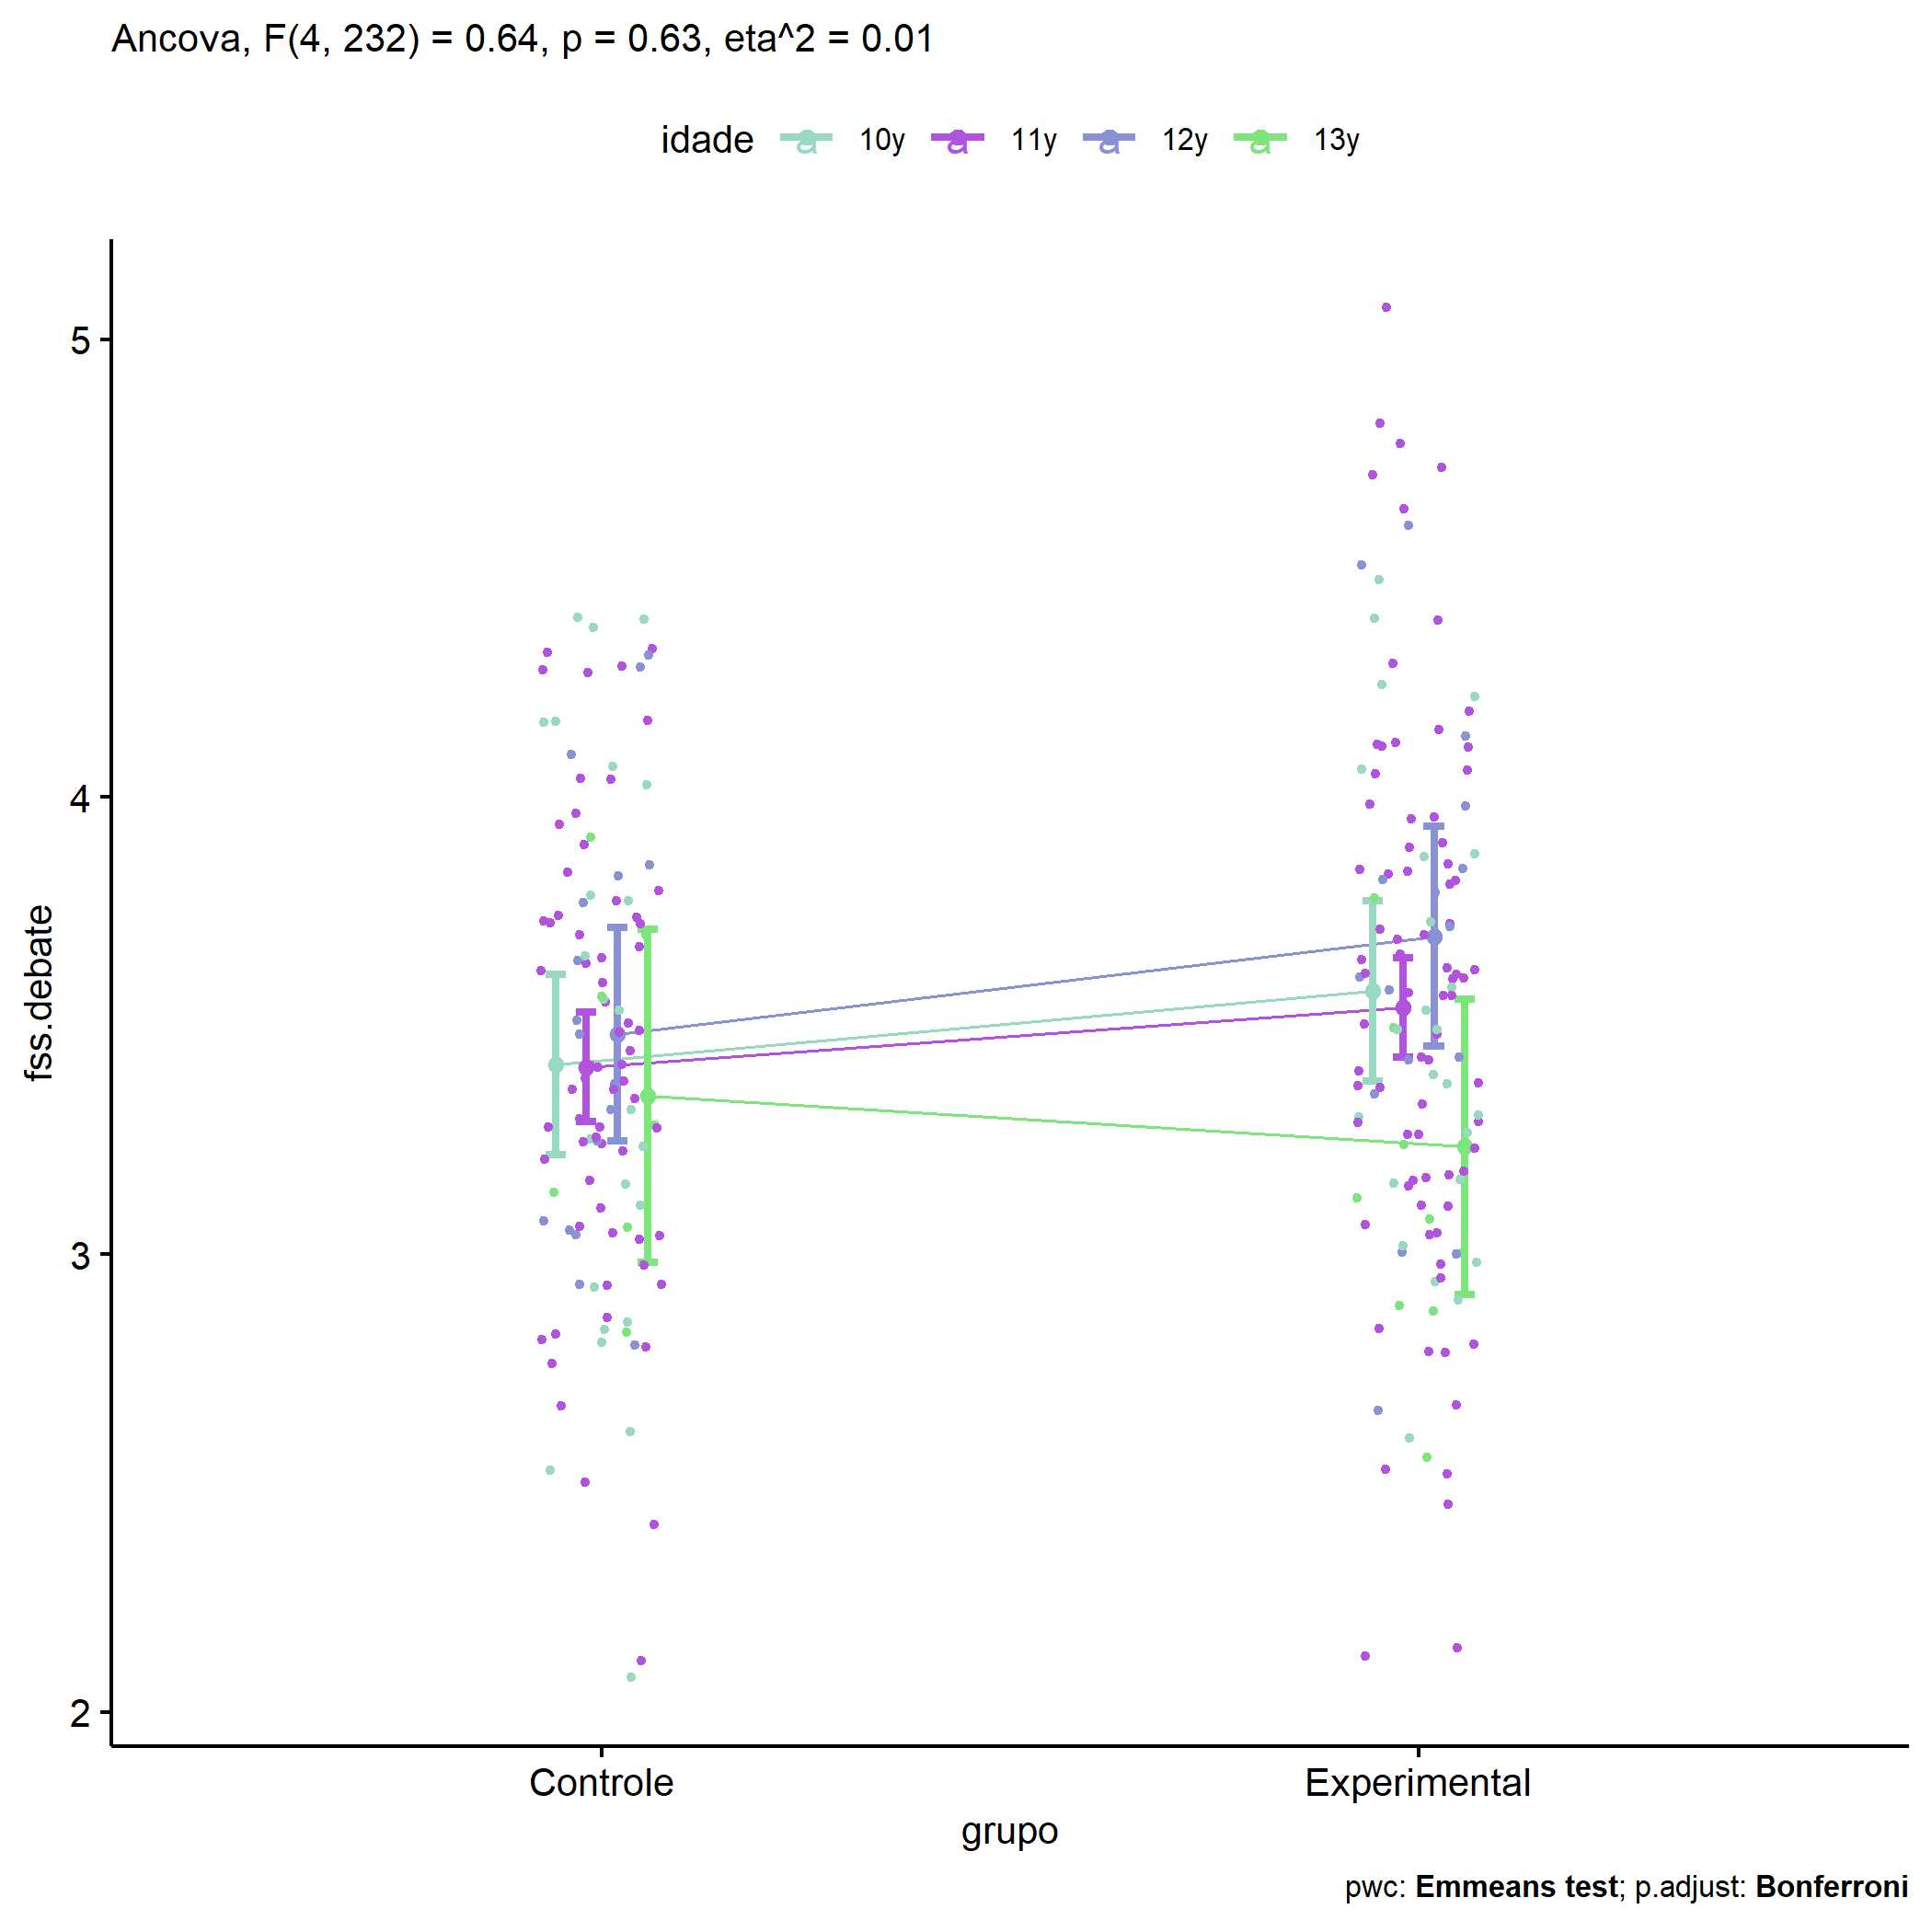 Ancova, F(4, 232) = 0.64, p = 0.63, eta^2 = 0.01
idade a 10y a 11y a 12y a 13y
5
4
3
2
fss.debate
Controle Experimental
grupo
pwc: Emmeans test; p.adjust: Bonferroni